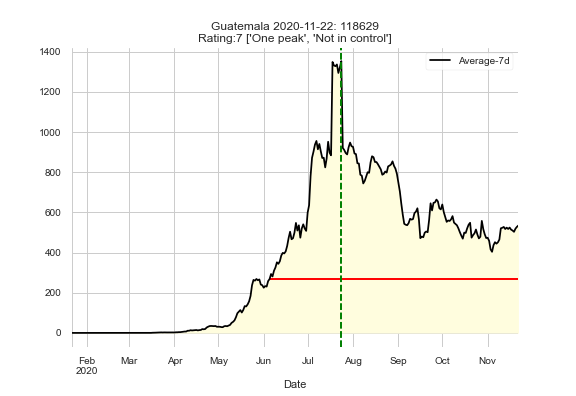 Guatemala 2020-11-22: 118629
Rating:7 ['One peak', 'Not in control']
Average-7d
1400
1200
1000
800
600
400
200
0
Feb Mar Apr May Jun Jul Aug Sep Oct Nov
2020
Date